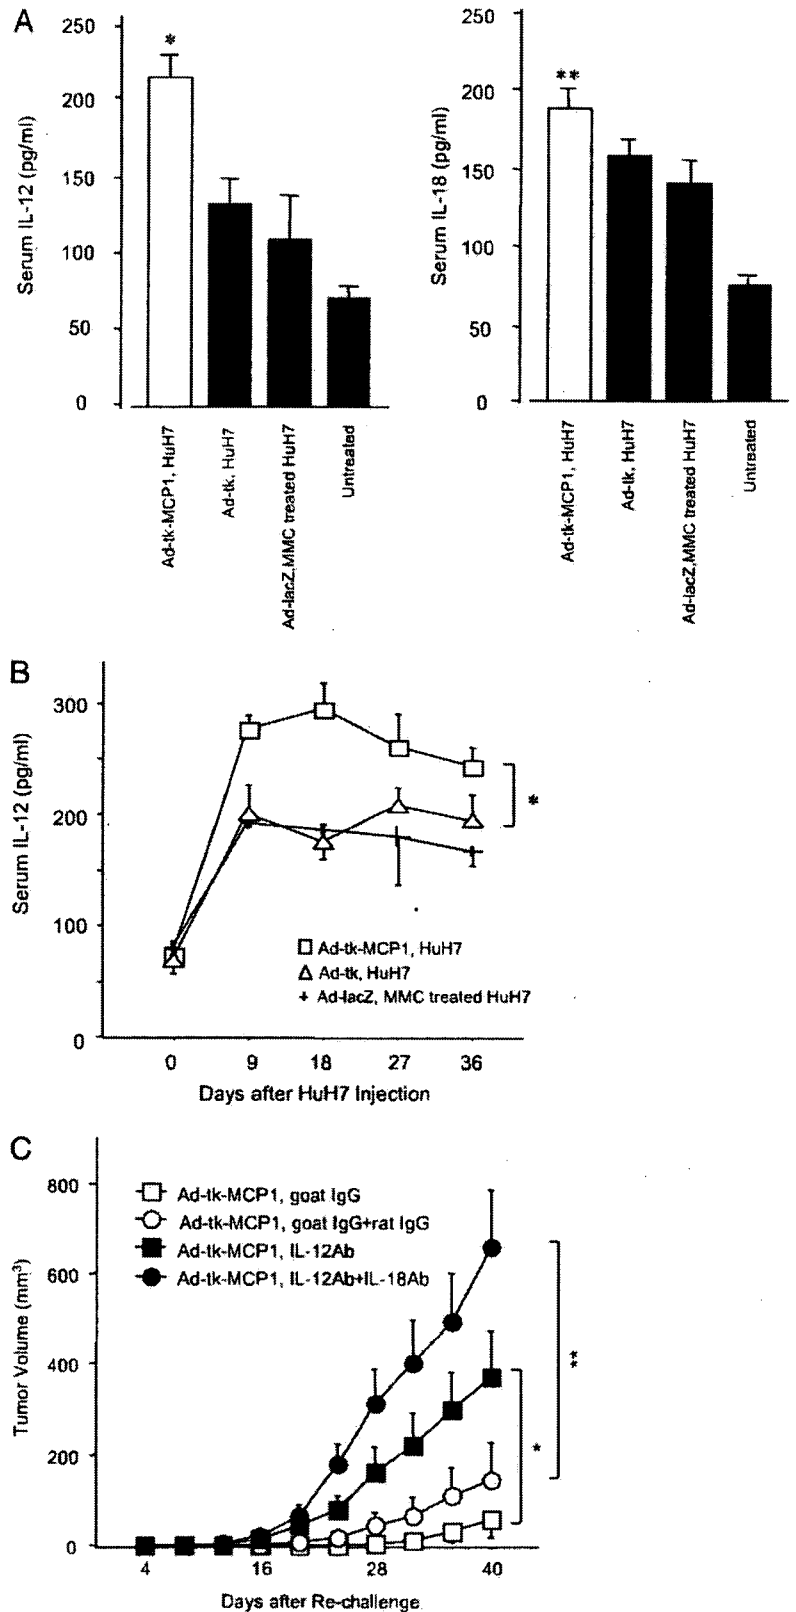 A
250
200
150
100
50
0
Serum IL-12 (pg/ml)
*
Ad-tk-MCP1, HuH7
Ad-tk, HuH7
Ad-lacZ,MMC treated HuH7
Untreated
250
200
150
100
50
0
Serum IL-18 (pg/ml)
**
Ad-tk-MCP1, HuH7
Ad-tk, HuH7
Ad-lacZ,MMC treated HuH7
Untreated
B
300
200
100
0
Serum IL-12 (pg/ml)
*
Ad-tk-MCP1, HuH7
Ad-tk, HuH7
Ad-lacZ, MMC treated HuH7
0 9 18 27 36
Days after HuH7 Injection
C
800
600
400
200
0
Tumor Volume (mm³)
Ad-tk-MCP1, goat IgG
Ad-tk-MCP1, goat IgG+rat IgG
Ad-tk-MCP1, IL-12Ab
Ad-tk-MCP1, IL-12Ab+IL-18Ab
**
*
4 16 28 40
Days after Re-challenge